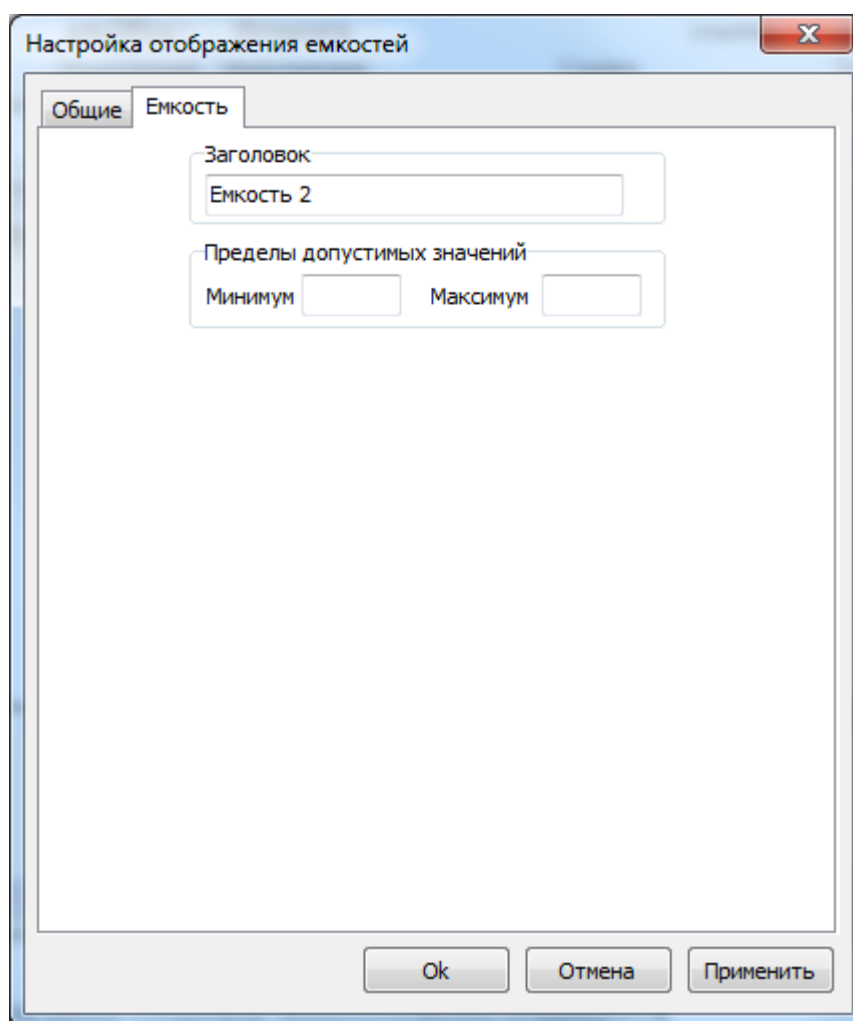 Настройка отображения емкостей
Общие Емкость
Заголовок
Емкость 2
Пределы допустимых значений
Минимум Максимум
Ok Отмена Применить